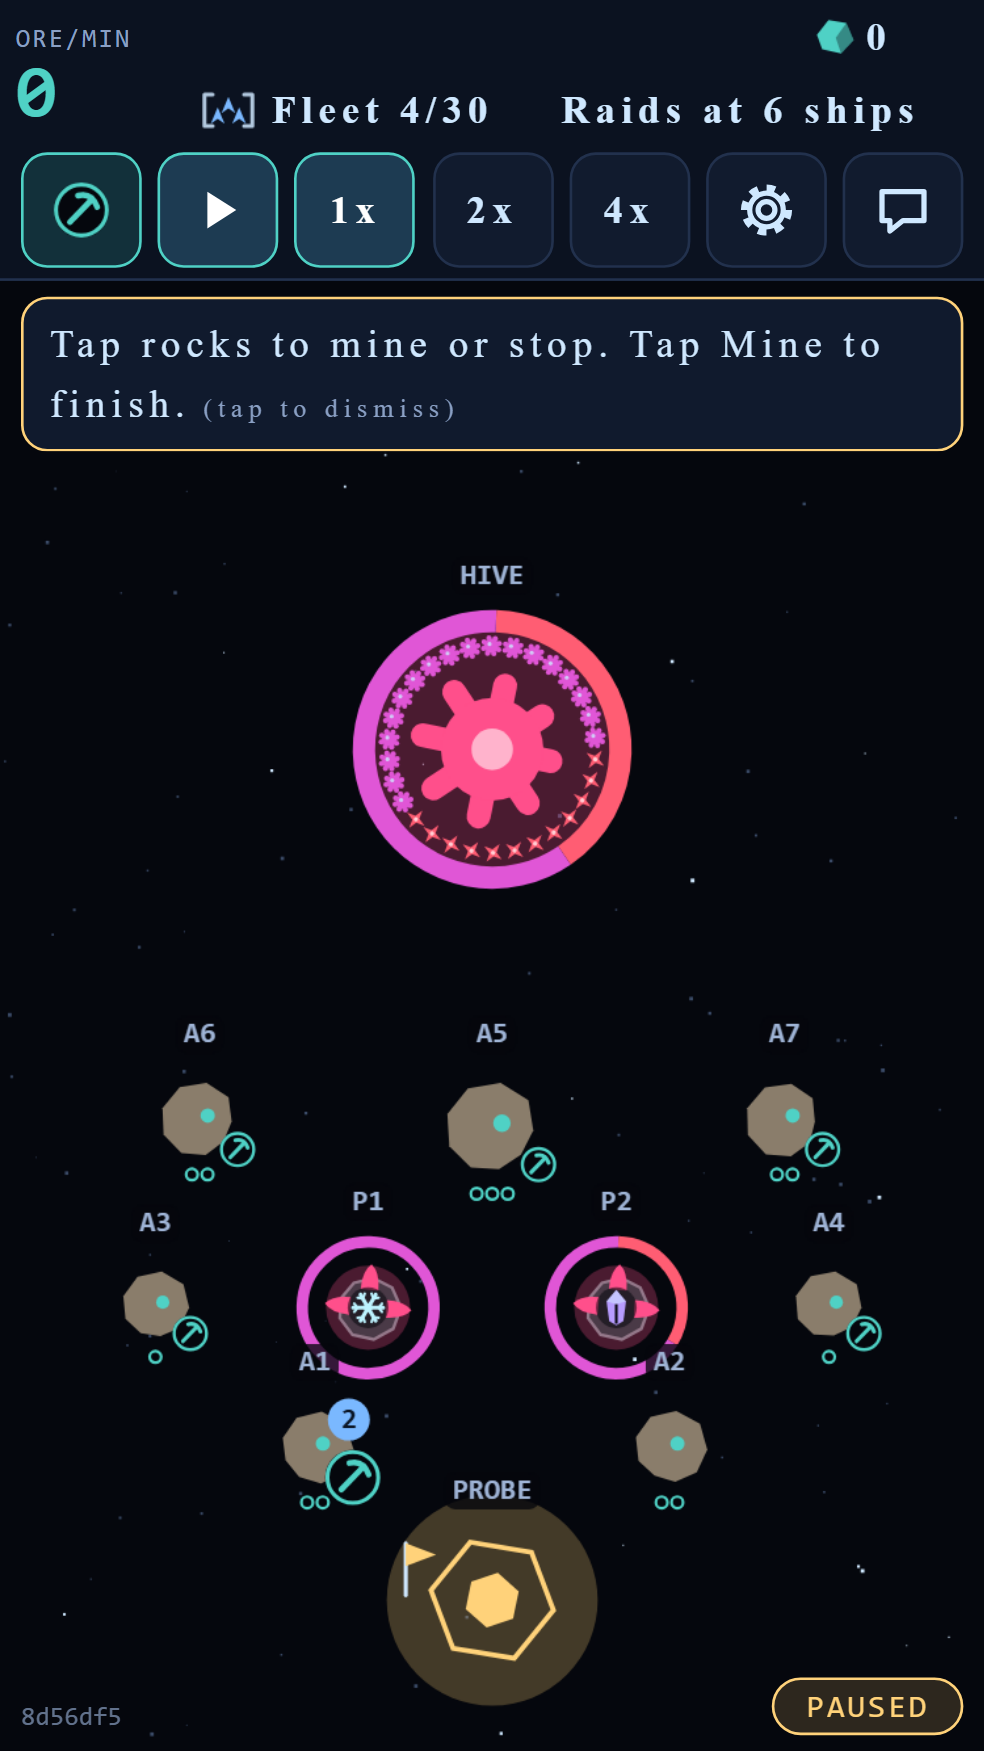 ORE/MIN
0
0
Fleet 4/30
Raids at 6 ships
1x
2x
4x
Tap rocks to mine or stop. Tap Mine to
finish. (tap to dismiss)
HIVE
A6
A5
A7
P1
P2
A3
A4
A1
A2
2
PROBE
8d56df5
PAUSED